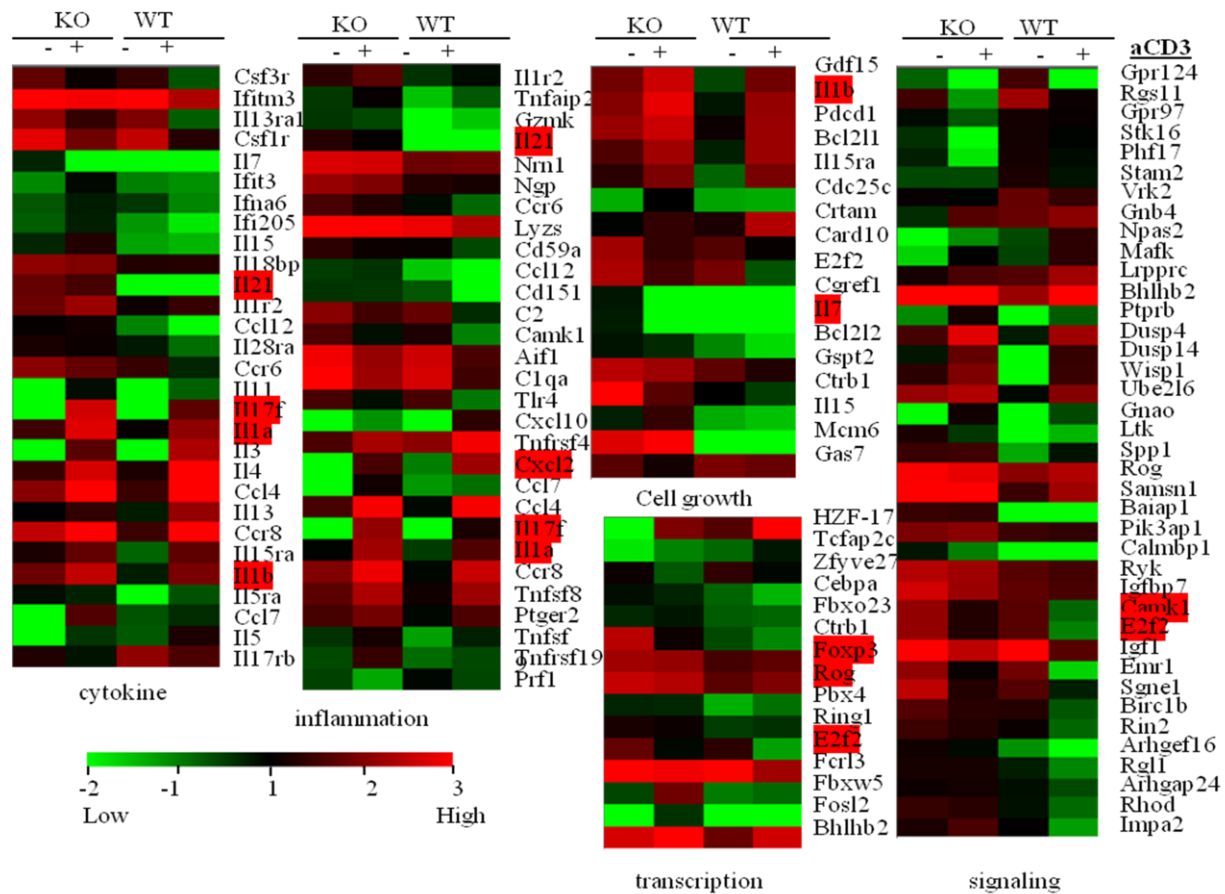 KO WT
- + - +
Csf3r
Ifitm3
Il13ra1
Csf1r
Il7
Ifit3
Ifna6
Ifi205
Il15
Il18bp
Il21
Il1r2
Ccl12
Il28ra
Ccr6
Il11
Il17f
Il1a
Il3
Il4
Ccl4
Il13
Ccr8
Il15ra
Il1b
Il5ra
Ccl7
Il5
Il17rb
cytokine
KO WT
- + - +
Il1r2
Tnfaip2
Gzmk
Il21
Nrn1
Ngp
Ccr6
Lyzs
Cd59a
Ccl12
Cd151
C2
Camk1
Aif1
C1qa
Tlr4
Cxcl10
Tnfrsf4
Cxcl2
Ccl7
Ccl4
Il17f
Il1a
Ccr8
Tnfsf8
Ptger2
Tnfsf
9
Tnfrsf19
Prf1
inflammation
KO WT
- + - +
Gdf15
Il1b
Pdcd1
Bcl2l1
Il15ra
Cdc25c
Crtam
Card10
E2f2
Cgref1
Il7
Bcl2l2
Gspt2
Ctrb1
Il15
Mcm6
Gas7
Cell growth
HZF-17
Tcfap2c
Zfyve27
Cebpa
Fbxo23
Ctrb1
Foxp3
Rog
Pbx4
Ring1
E2f2
Fcrl3
Fbxw5
Fosl2
Bhlhb2
transcription
KO WT
- + - +
aCD3
Gpr124
Rgs11
Gpr97
Stk16
Phf17
Stam2
Vrk2
Gnb4
Npas2
Mafk
Lrpprc
Bhlhb2
Ptprb
Dusp4
Dusp14
Wisp1
Ube2l6
Gnao
Ltk
Spp1
Rog
Samsn1
Baiap1
Pik3ap1
Calmbp1
Ryk
Igfbp7
Camk1
E2f2
Igf1
Emr1
Sgne1
Birc1b
Rin2
Arhgef16
Rgl1
Arhgap24
Rhod
Impa2
signaling
-2 -1 1 2 3
Low High